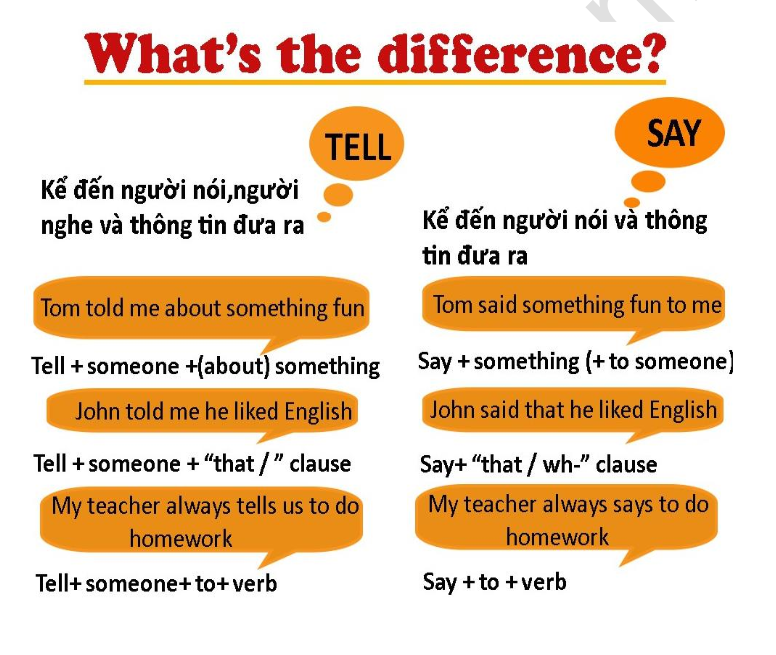 What's the difference?
TELL
Kể đến người nói,người
nghe và thông tin đưa ra
Tom told me about something fun
Tell + someone +(about) something
John told me he liked English
Tell + someone + “that / ” clause
My teacher always tells us to do
homework
Tell+ someone+ to+ verb
SAY
Kể đến người nói và thông
tin đưa ra
Tom said something fun to me
Say + something (+ to someone)
John said that he liked English
Say+ “that / wh-” clause
My teacher always says to do
homework
Say + to + verb